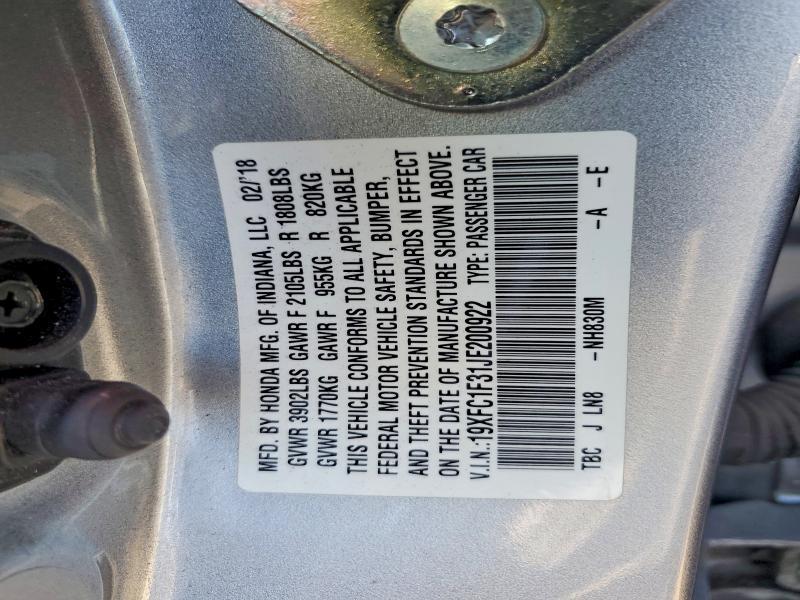 MFD. BY HONDA MFG. OF INDIANA, LLC 02/'18
GVWR 3902LBS GAWR F 2105LBS R 1808LBS
GVWR 1770KG GAWR F 955KG R 820KG
THIS VEHICLE CONFORMS TO ALL APPLICABLE
FEDERAL MOTOR VEHICLE SAFETY, BUMPER,
AND THEFT PREVENTION STANDARDS IN EFFECT
ON THE DATE OF MANUFACTURE SHOWN ABOVE.
V.I.N.:19XFC1F31JE200922 TYPE: PASSENGER CAR
TBC J LN8 -NH830M -A -E